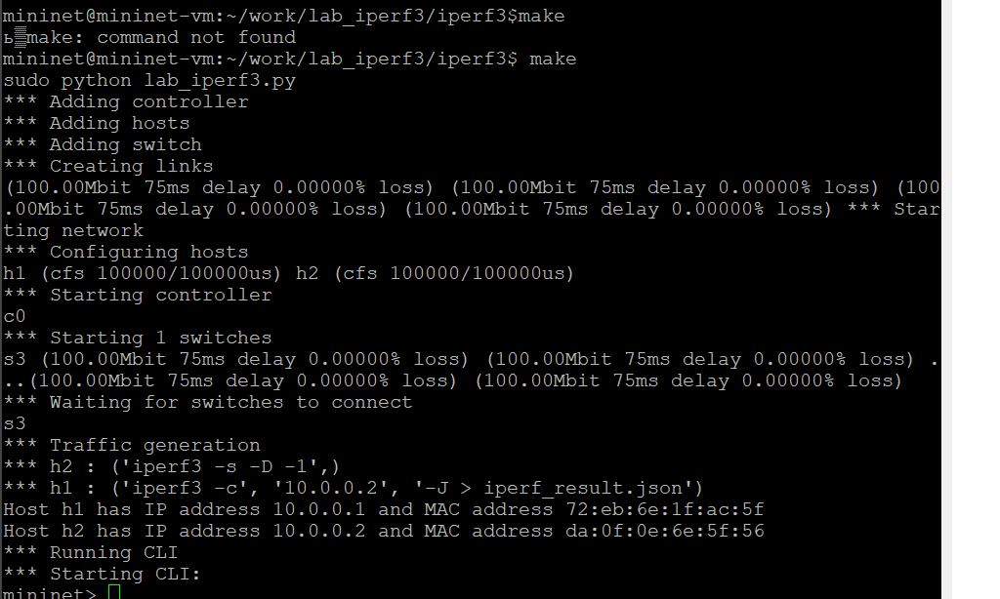 mininet@mininet-vm:~/work/lab_iperf3/iperf3$make
ь▒make: command not found
mininet@mininet-vm:~/work/lab_iperf3/iperf3$ make
sudo python lab_iperf3.py
*** Adding controller
*** Adding hosts
*** Adding switch
*** Creating links
(100.00Mbit 75ms delay 0.00000% loss) (100.00Mbit 75ms delay 0.00000% loss) (100
.00Mbit 75ms delay 0.00000% loss) (100.00Mbit 75ms delay 0.00000% loss) *** Star
ting network
*** Configuring hosts
h1 (cfs 100000/100000us) h2 (cfs 100000/100000us)
*** Starting controller
c0
*** Starting 1 switches
s3 (100.00Mbit 75ms delay 0.00000% loss) (100.00Mbit 75ms delay 0.00000% loss) .
..(100.00Mbit 75ms delay 0.00000% loss) (100.00Mbit 75ms delay 0.00000% loss)
*** Waiting for switches to connect
s3
*** Traffic generation
*** h2 : ('iperf3 -s -D -1',)
*** h1 : ('iperf3 -c', '10.0.0.2', '-J > iperf_result.json')
Host h1 has IP address 10.0.0.1 and MAC address 72:eb:6e:1f:ac:5f
Host h2 has IP address 10.0.0.2 and MAC address da:0f:0e:6e:5f:56
*** Running CLI
*** Starting CLI:
mininet>